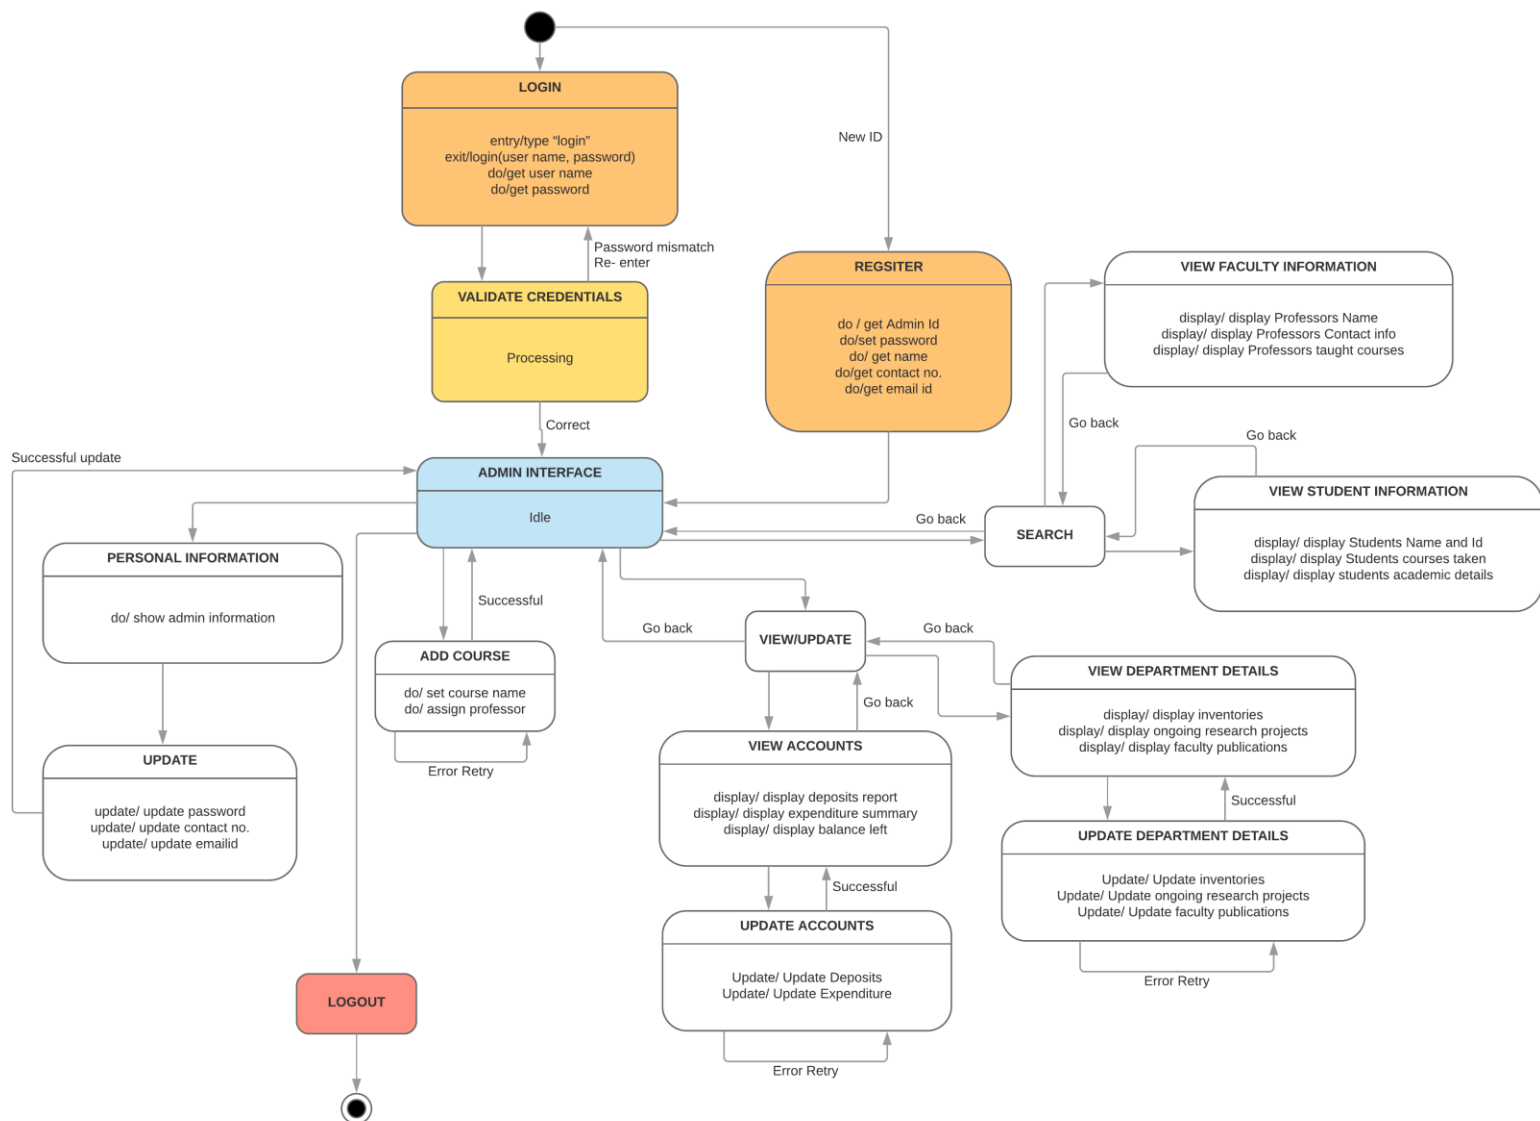 LOGIN
entry/type “login”
exit/login(user name, password)
do/get user name
do/get password
New ID
Password mismatch
Re- enter
VALIDATE CREDENTIALS
Processing
Correct
REGSITER
do / get Admin Id
do/set password
do/ get name
do/get contact no.
do/get email id
VIEW FACULTY INFORMATION
display/ display Professors Name
display/ display Professors Contact info
display/ display Professors taught courses
Go back
Go back
VIEW STUDENT INFORMATION
display/ display Students Name and Id
display/ display Students courses taken
display/ display students academic details
Successful update
ADMIN INTERFACE
Idle
Go back
SEARCH
PERSONAL INFORMATION
do/ show admin information
Successful
ADD COURSE
do/ set course name
do/ assign professor
Error Retry
Go back
VIEW/UPDATE
Go back
Go back
VIEW DEPARTMENT DETAILS
display/ display inventories
display/ display ongoing research projects
display/ display faculty publications
Successful
UPDATE
update/ update password
update/ update contact no.
update/ update emailid
VIEW ACCOUNTS
display/ display deposits report
display/ display expenditure summary
display/ display balance left
Successful
UPDATE DEPARTMENT DETAILS
Update/ Update inventories
Update/ Update ongoing research projects
Update/ Update faculty publications
Error Retry
UPDATE ACCOUNTS
Update/ Update Deposits
Update/ Update Expenditure
Error Retry
LOGOUT